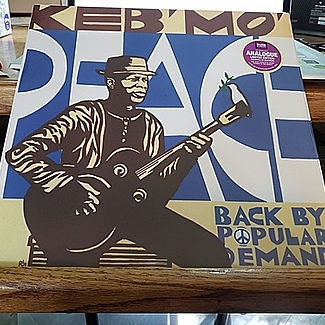 KEB' MO'
PEACE
ANALOGUE
BACK BY
POPULAR
DEMAND